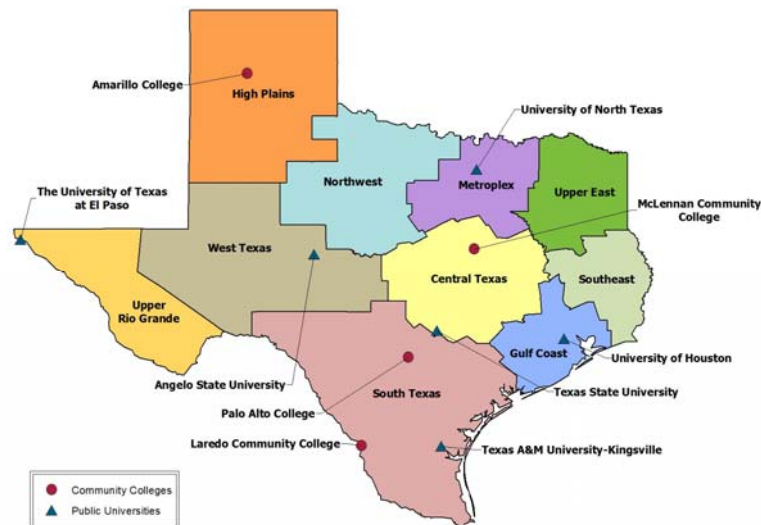 Amarillo College
High Plains
University of North Texas
The University of Texas
at El Paso
Northwest
Metroplex
Upper East
McLennan Community
College
West Texas
Central Texas
Southeast
Upper
Rio Grande
Gulf Coast
University of Houston
Angelo State University
Texas State University
South Texas
Palo Alto College
Laredo Community College
Texas A&M University-Kingsville
Community Colleges
Public Universities